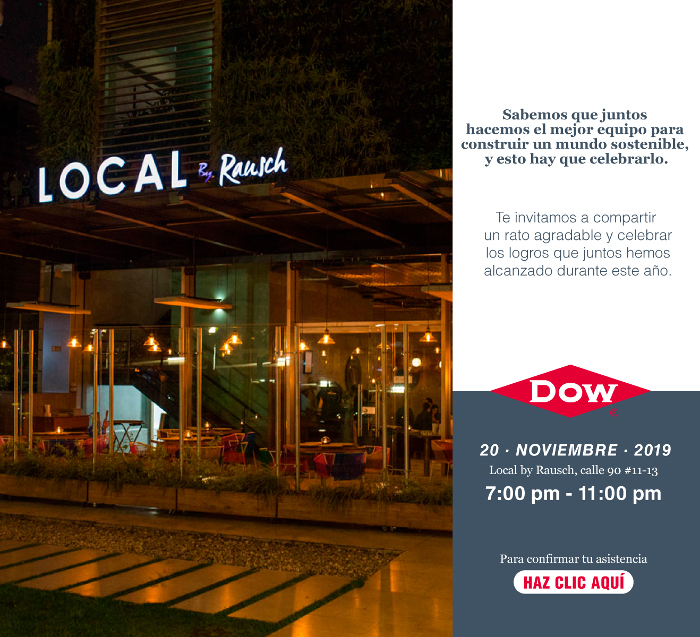 LOCAL By Rausch
Sabemos que juntos
hacemos el mejor equipo para
construir un mundo sostenible,
y esto hay que celebrarlo.
Te invitamos a compartir
un rato agradable y celebrar
los logros que juntos hemos
alcanzado durante este año.
Dow
20 · NOVIEMBRE · 2019
Local by Rausch, calle 90 #11-13
7:00 pm - 11:00 pm
Para confirmar tu asistencia
HAZ CLIC AQUÍ